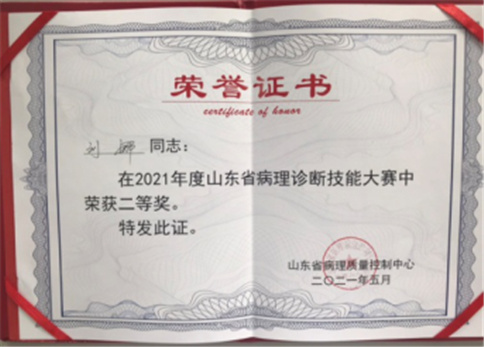 荣誉证书
certificate of honor
刘娜 同志:
在2021年度山东省病理诊断技能大赛中
荣获二等奖。
特发此证。
山东省病理质量控制中心
二〇二一年五月